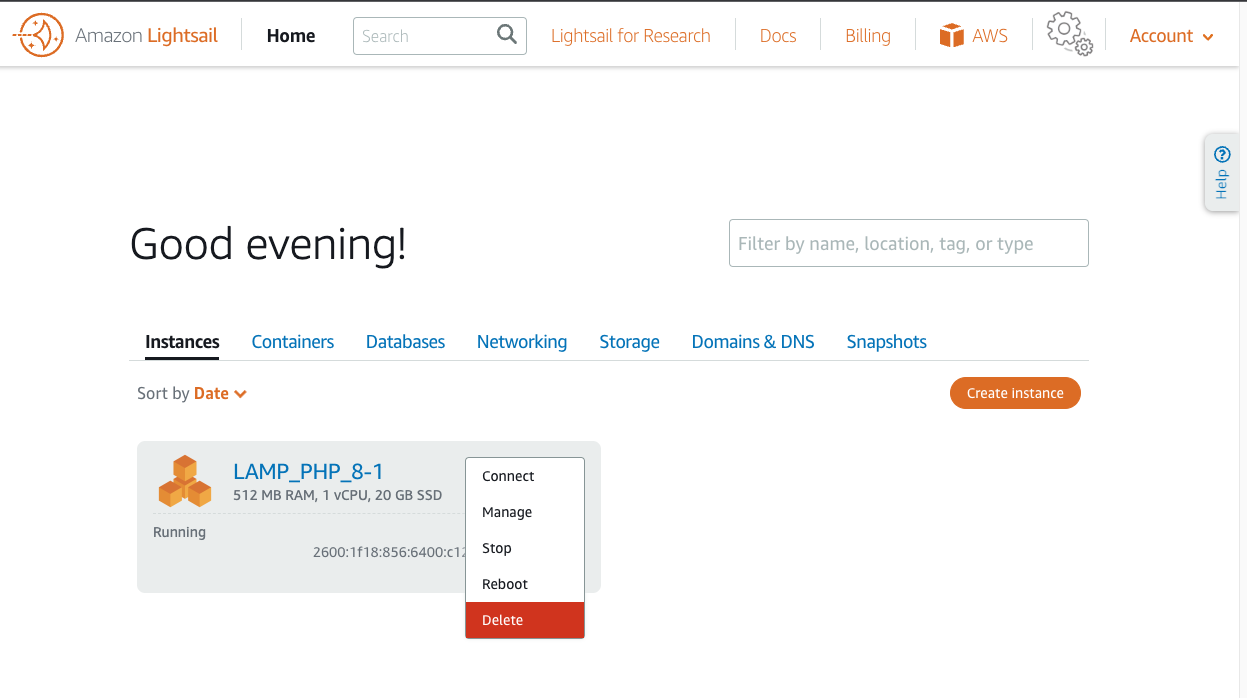 Amazon Lightsail Home Search Lightsail for Research Docs Billing AWS Account
Help
Good evening!
Filter by name, location, tag, or type
Instances Containers Databases Networking Storage Domains & DNS Snapshots
Sort by Date
Create instance
LAMP_PHP_8-1
512 MB RAM, 1 vCPU, 20 GB SSD
Running
2600:1f18:856:6400:c12
Connect
Manage
Stop
Reboot
Delete